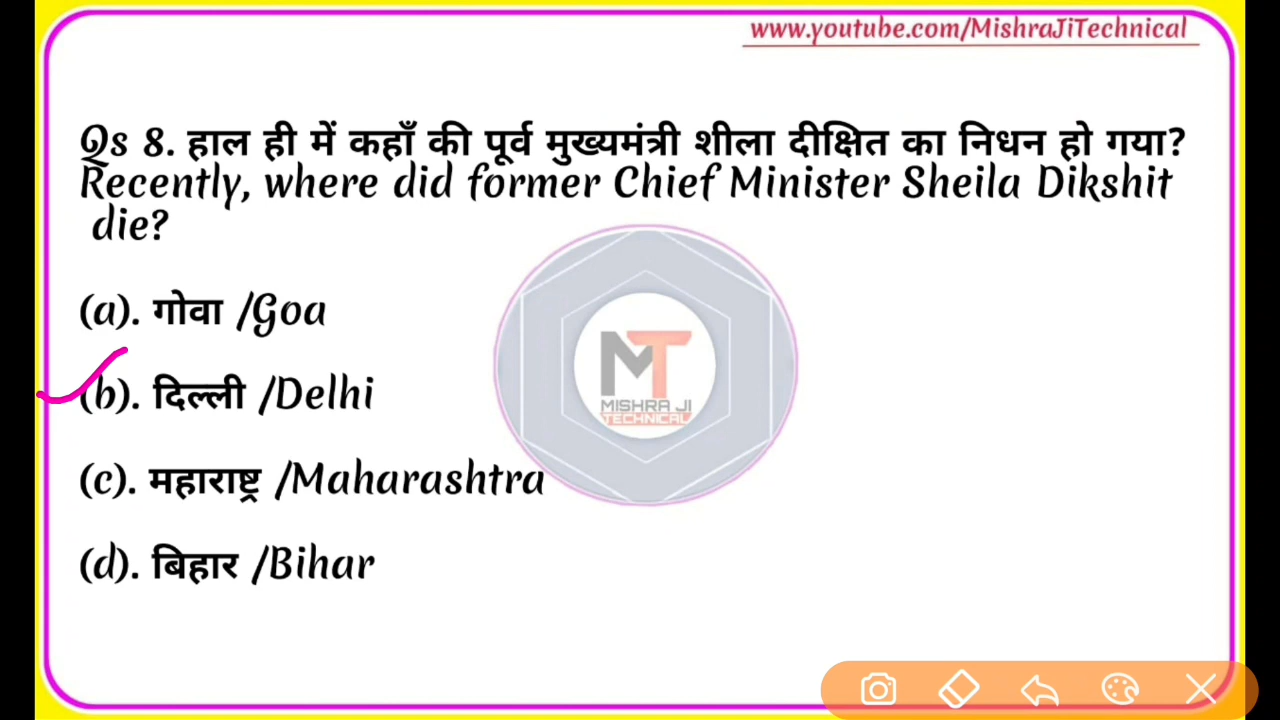 www.youtube.com/MishraJiTechnical
Qs 8. हाल ही में कहाँ की पूर्व मुख्यमंत्री शीला दीक्षित का निधन हो गया?
Recently, where did former Chief Minister Sheila Dikshit
die?
(a). गोवा /Goa
(b). दिल्ली /Delhi
(c). महाराष्ट्र /Maharashtra
(d). बिहार /Bihar
MT
MISHRA JI
TECHNICAL